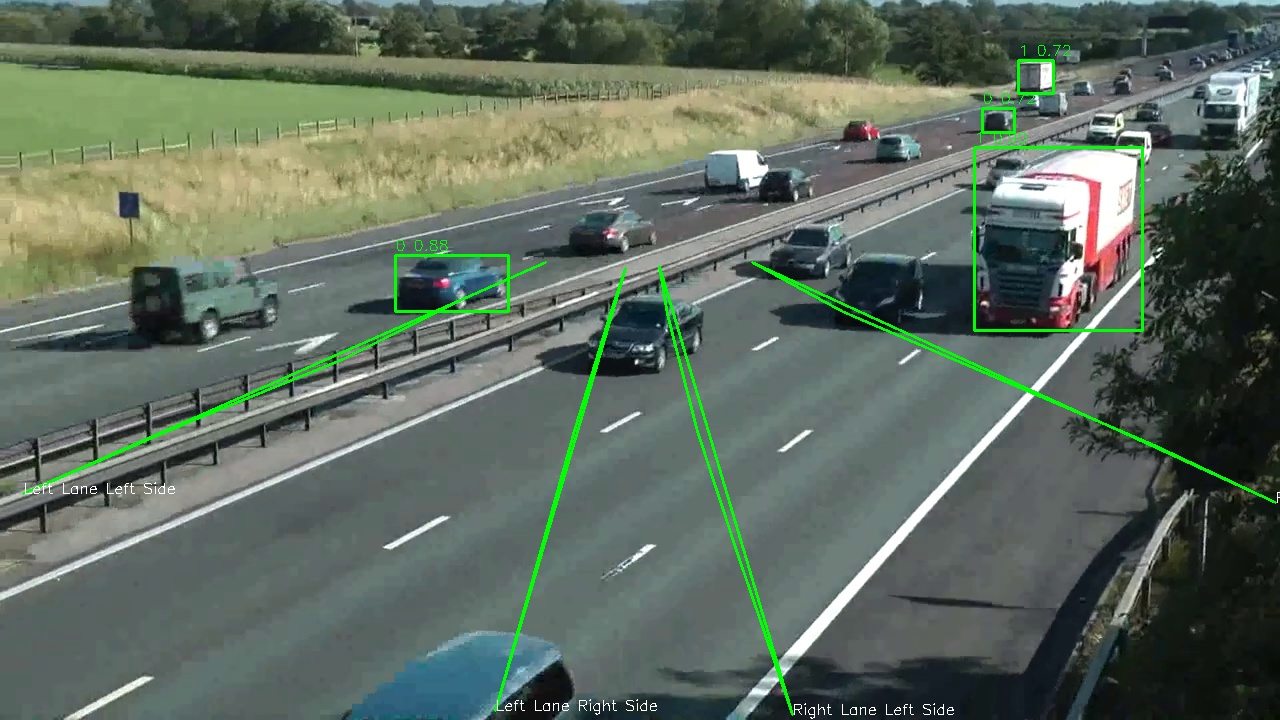 1 0.72
0 0.88
Left Lane Left Side
Left Lane Right Side
Right Lane Left Side